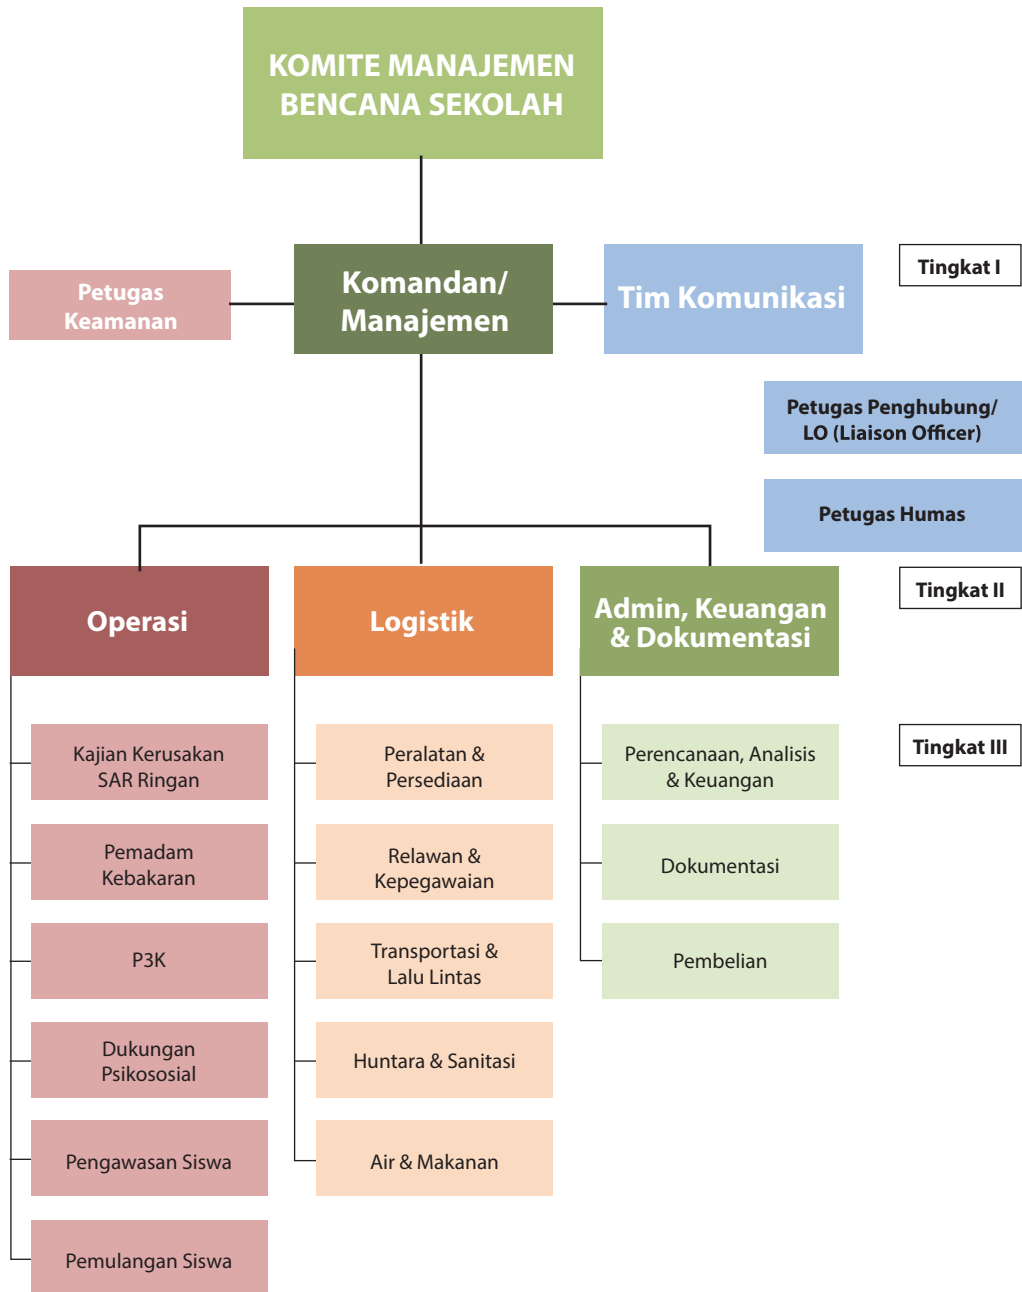 KOMITE MANAJEMEN
BENCANA SEKOLAH
Petugas
Keamanan
Komandan/
Manajemen
Tim Komunikasi
Tingkat I
Petugas Penghubung/
LO (Liaison Officer)
Petugas Humas
Tingkat II
Operasi
Logistik
Admin, Keuangan
& Dokumentasi
Tingkat III
Kajian Kerusakan
SAR Ringan
Pemadam
Kebakaran
P3K
Dukungan
Psikososial
Pengawasan Siswa
Pemulangan Siswa
Peralatan &
Persediaan
Relawan &
Kepegawaian
Transportasi &
Lalu Lintas
Huntara & Sanitasi
Air & Makanan
Perencanaan, Analisis
& Keuangan
Dokumentasi
Pembelian